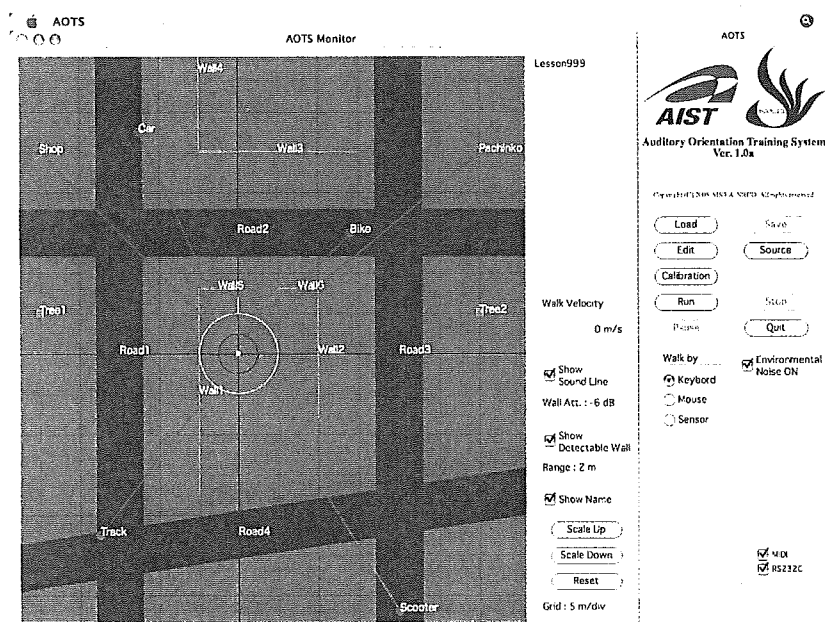 AOTS
AOTS Monitor
Wall4
Car
Shop
Wall3
Pachinko
Road2
Bike
Wall5
Wall6
Tree1
Tree2
Road1
Wall2
Road3
Wall1
Track
Road4
Scooter
Lesson999
Walk Velocity
0 m/s
Show
Sound Line
Wall Att. : -6 dB
Show
Detectable Wall
Range : 2 m
Show Name
Scale Up
Scale Down
Reset
Grid : 5 m/div
AOTS
AIST
Auditory Orientation Training System
Ver. 1.0a
Load
Save
Edit
Source
Calibration
Run
Stop
Pause
Quit
Walk by
Environmental
Noise ON
Keybord
Mouse
Sensor
MIDI
RS232C